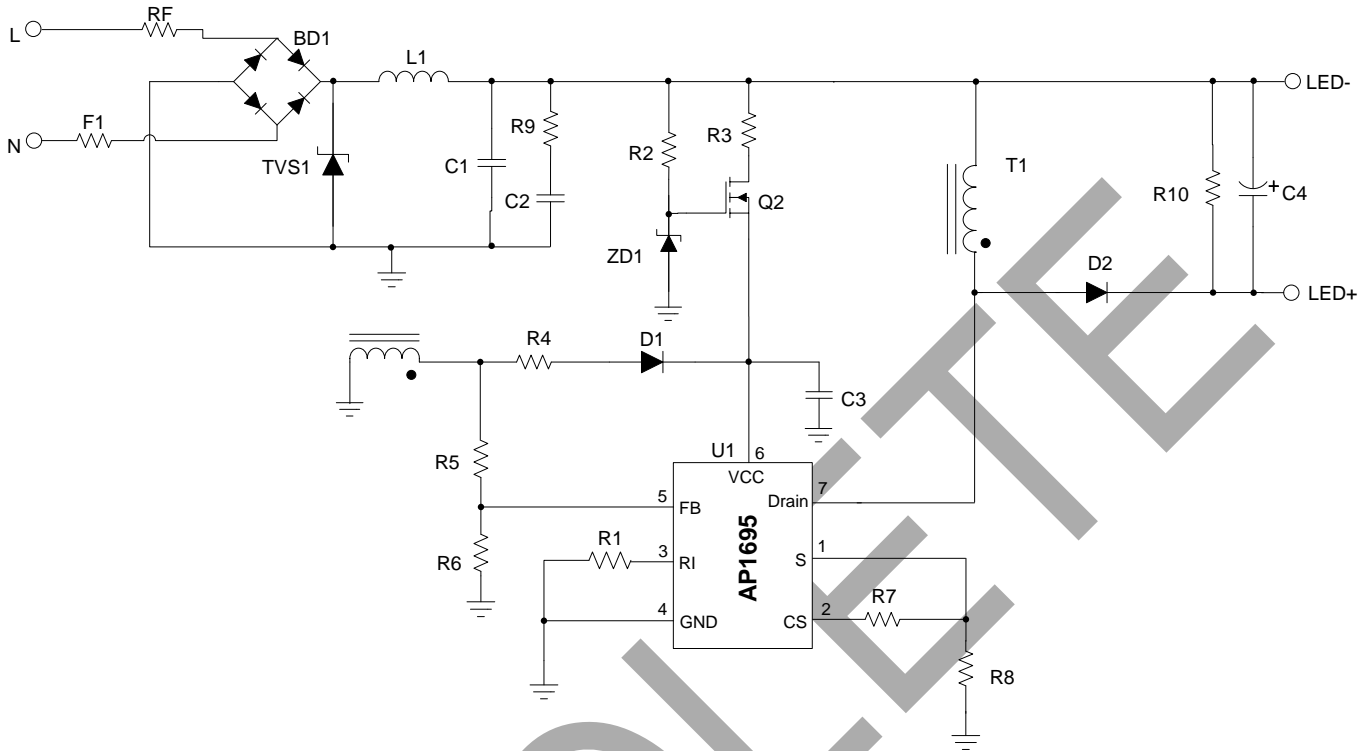 RF
L
BD1
L1
LED-
F1
N
R9
R2
R3
T1
TVS1
C1
R10
+
C4
C2
Q2
ZD1
D2
LED+
R4
D1
C3
U1
6
R5
VCC
7
5
Drain
FB
AP1695
R1
3
1
R6
RI
S
R7
4
2
GND
CS
R8
OLETE